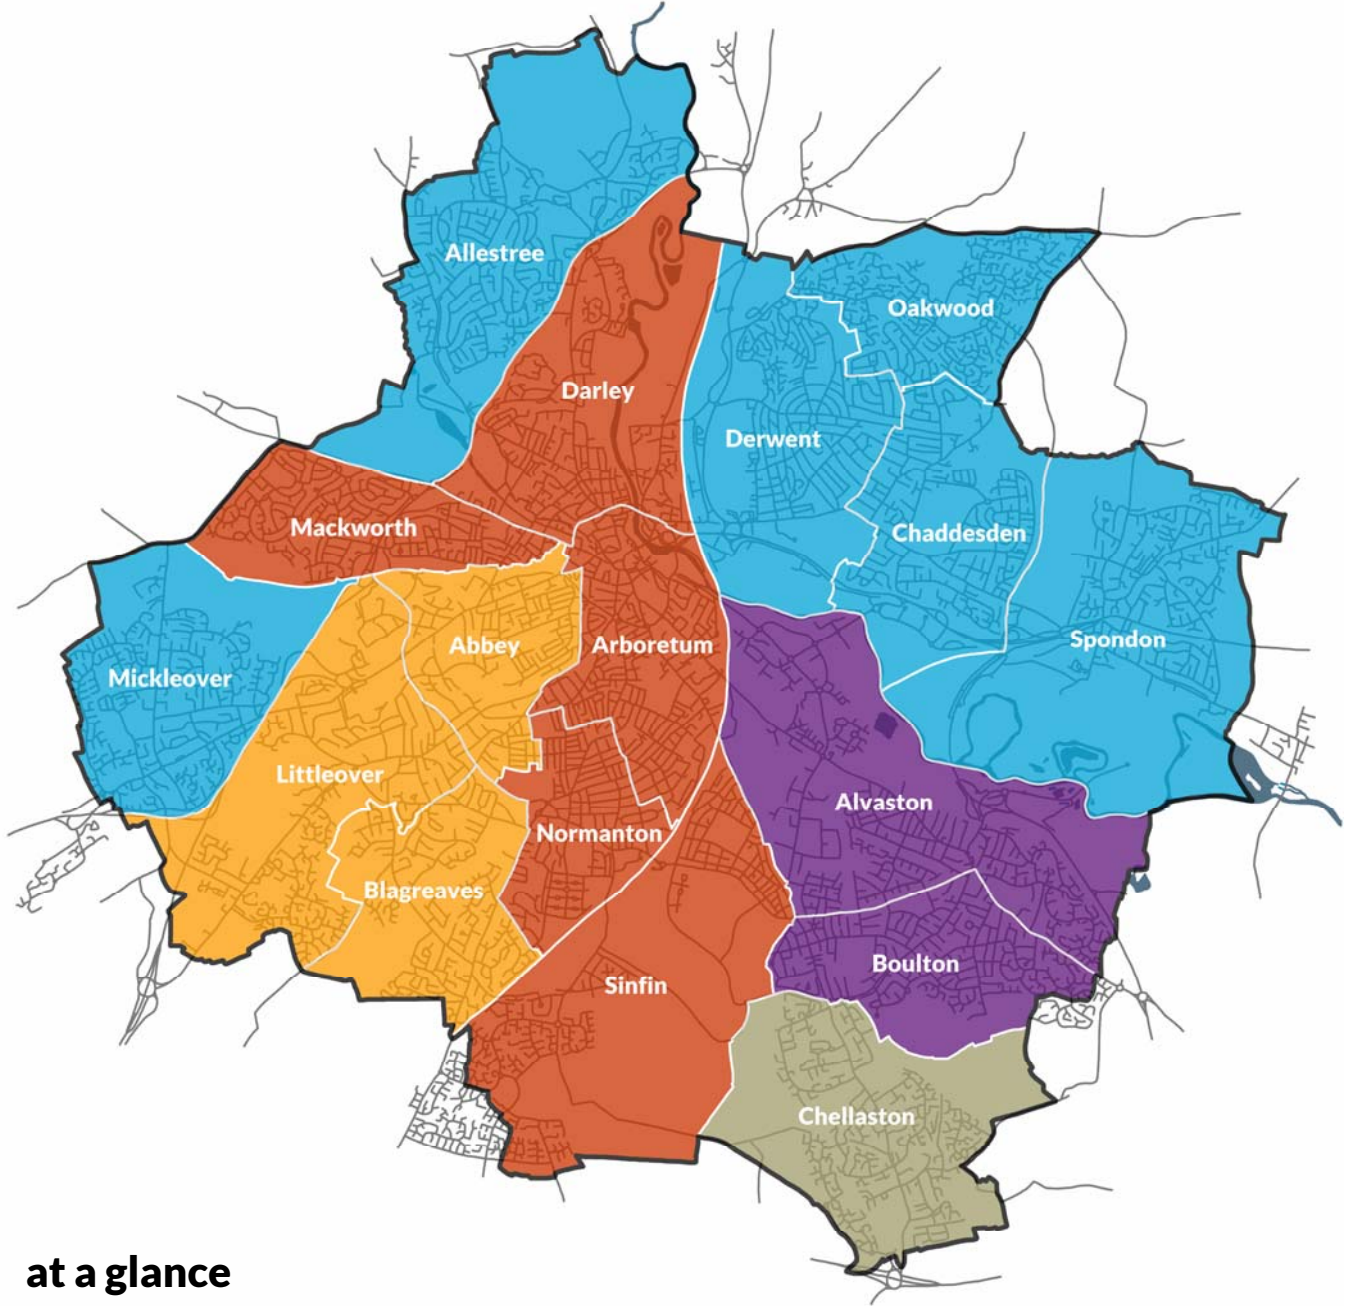 Allestree
Oakwood
Darley
Derwent
Mackworth
Chaddesden
Abbey
Arboretum
Spondon
Mickleover
Littleover
Alvaston
Normanton
Blagreaves
Boulton
Sinfin
Chellaston
at a glance